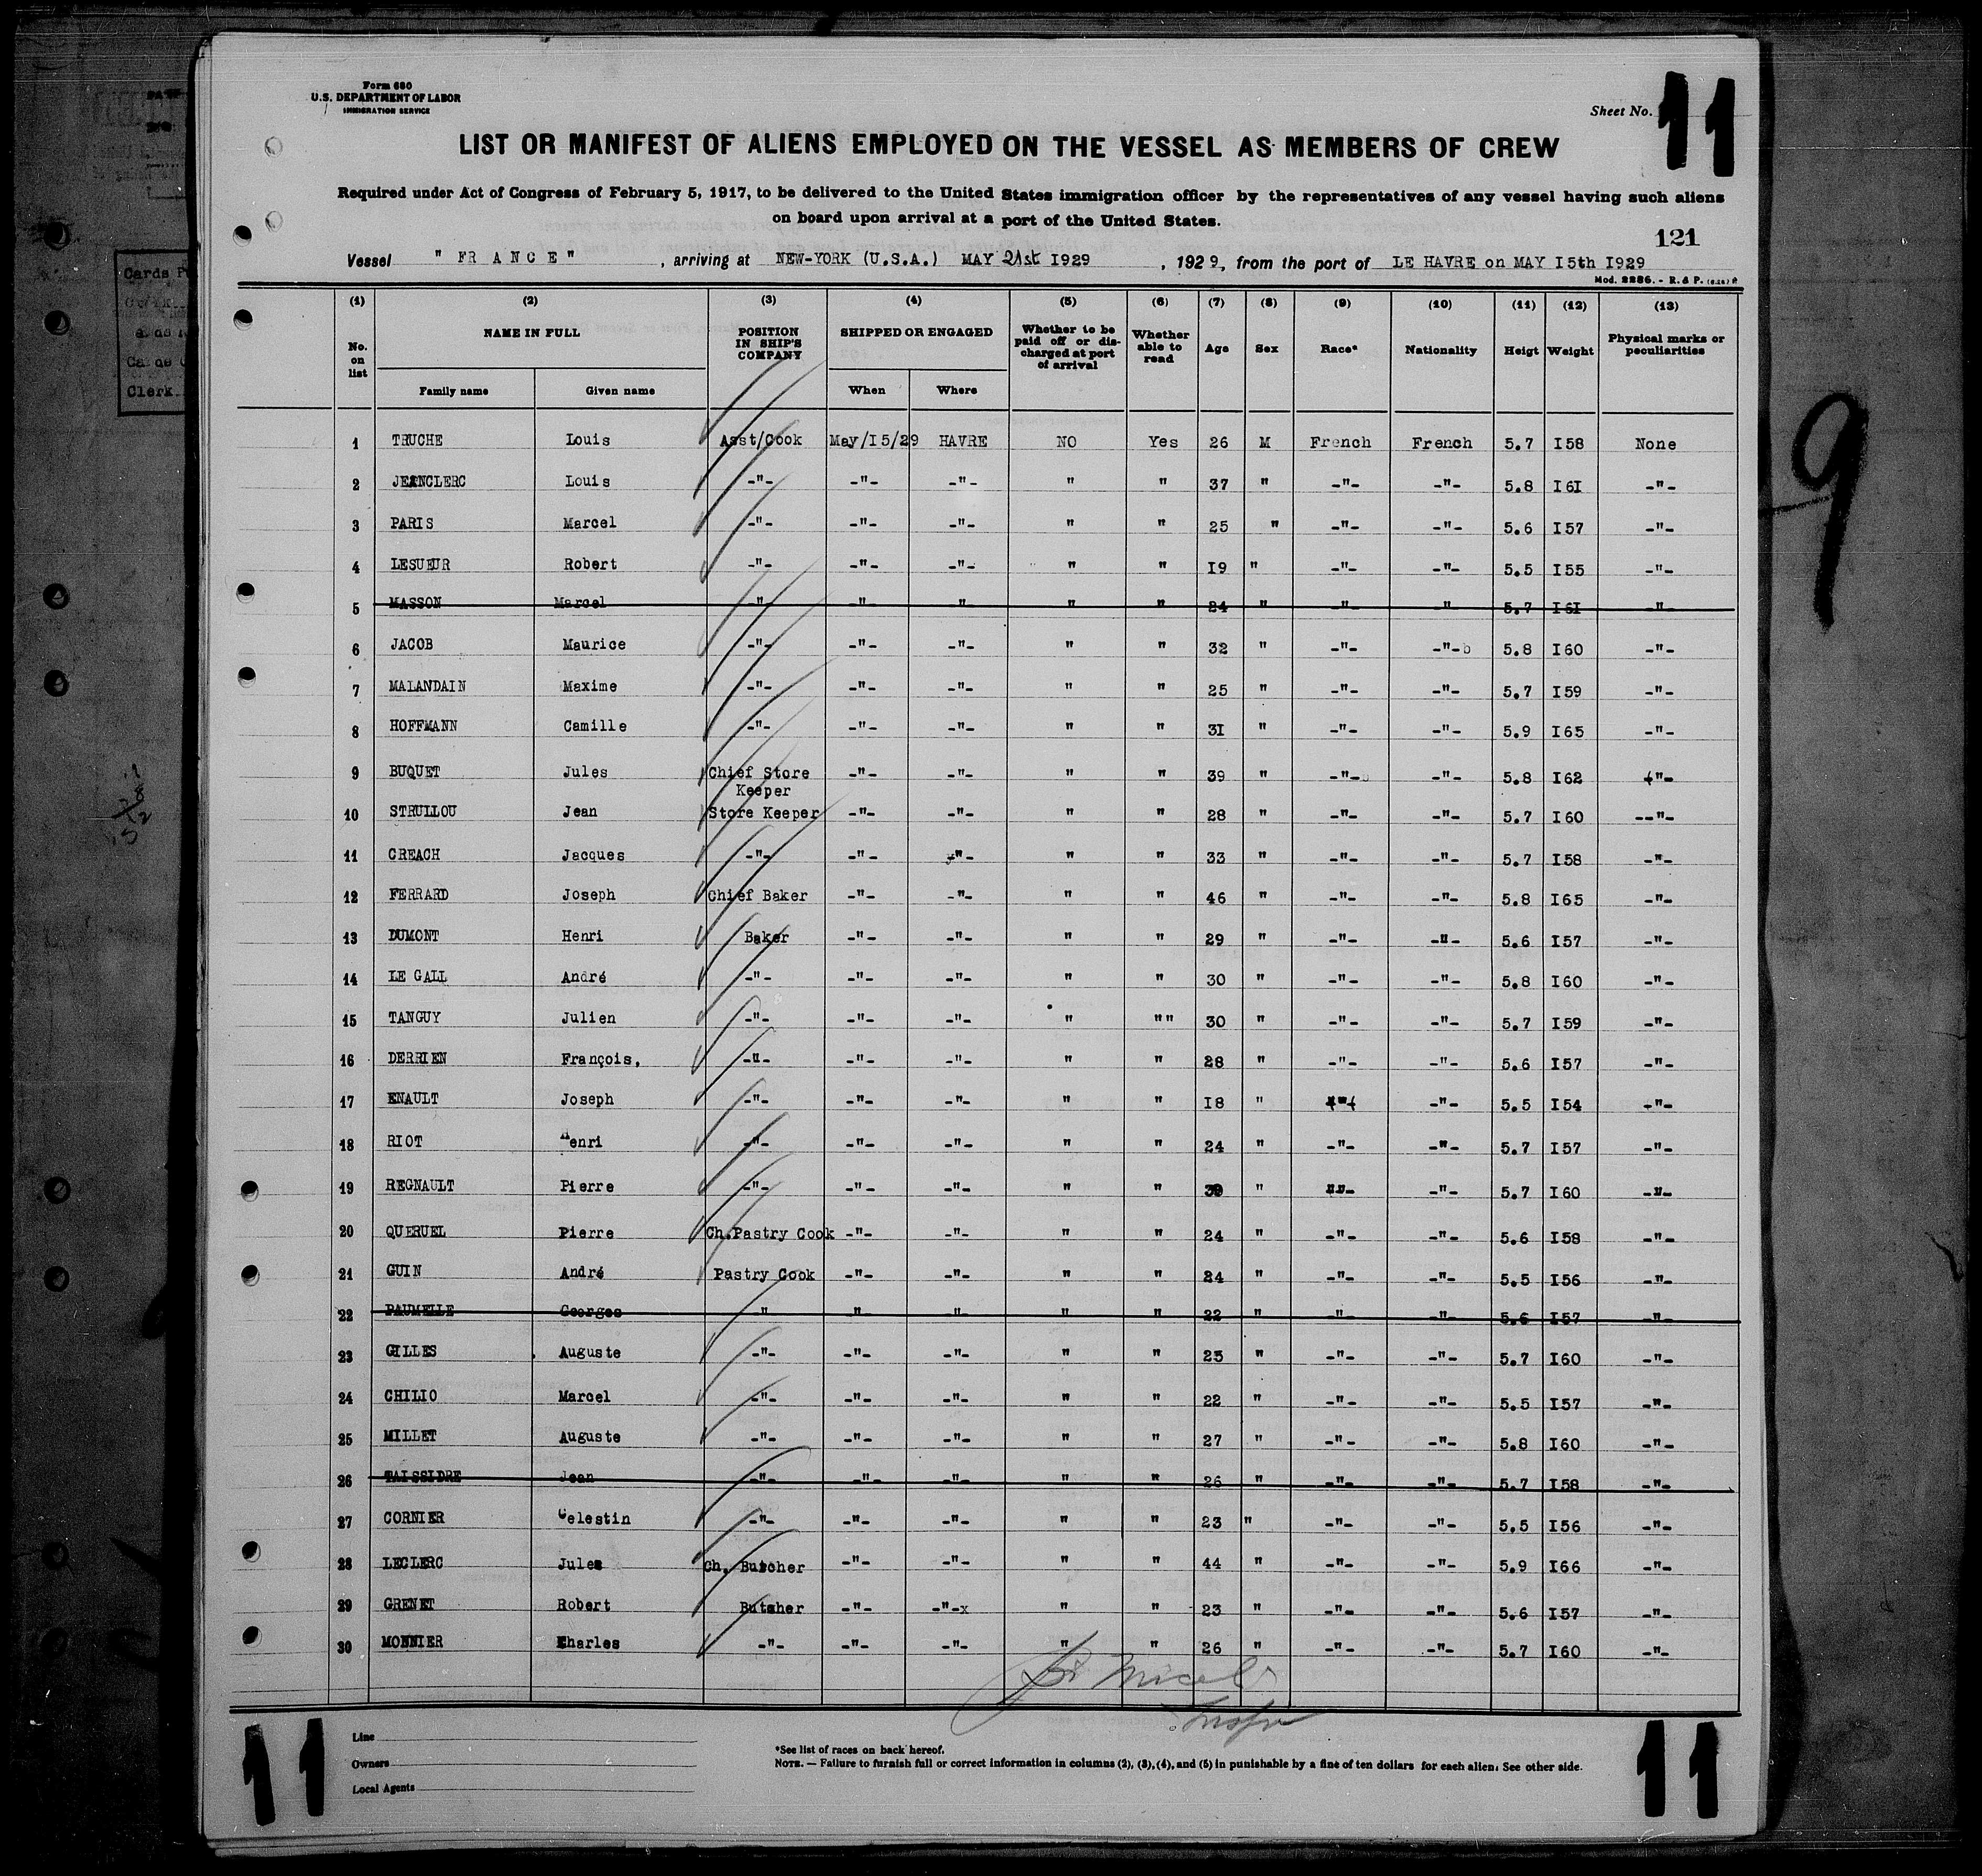 Form 680
U.S. DEPARTMENT OF LABOR
IMMIGRATION SERVICE
Sheet No. 11
LIST OR MANIFEST OF ALIENS EMPLOYED ON THE VESSEL AS MEMBERS OF CREW
Required under Act of Congress of February 5, 1917, to be delivered to the United States immigration officer by the representatives of any vessel having such aliens
on board upon arrival at a port of the United States.
121
Vessel " FR A N C E " , arriving at NEW-YORK (U.S.A.) MAY 21st I929 , 1929, from the port of LE HAVRE on MAY I5th I929
Mod. 2286. - R. & P. (8.28)
(1) (2) (3) (4) (5) (6) (7) (8) (9) (10) (11) (12) (13)
No. on list NAME IN FULL POSITION IN SHIP'S COMPANY SHIPPED OR ENGAGED Whether to be paid off or discharged at port of arrival Whether able to read Age Sex Race* Nationality Heigt Weight Physical marks or peculiarities
Family name Given name When Where
1 TRUCHE Louis Asst/Cook May/I5/29 HAVRE NO Yes 26 M French French 5.7 I58 None
2 JEANCLERC Louis -"- -"- -"- " " 37 " -"- -"- 5.8 I6I -"-
3 PARIS Marcel -"- -"- -"- " " 25 " -"- -"- 5.6 I57 -"-
4 LESUEUR Robert -"- -"- -"- " " I9 " -"- -"- 5.5 I55 -"-
5 MASSON Marcel -"- -"- " " " 24 " -"- " 5.7 I6I -"-
6 JACOB Maurice -"- -"- -"- " " 32 " -"- -"- 5.8 I60 -"-
7 MALANDAIN Maxime -"- -"- -"- " " 25 " -"- -"- 5.7 I59 -"-
8 HOFFMANN Camille -"- -"- -"- " " 3I " -"- -"- 5.9 I65 -"-
9 BUQUET Jules Chief Store Keeper -"- -"- " " 39 " -"- -"- 5.8 I62 -"-
10 STRULLOU Jean Store Keeper -"- -"- " " 28 " -"- -"- 5.7 I60 --"-
11 CREACH Jacques -"- -"- -"- " " 33 " -"- -"- 5.7 I58 -"-
12 FERRARD Joseph Chief Baker -"- -"- " " 46 " -"- -"- 5.8 I65 -"-
13 DUMONT Henri Baker -"- -"- " " 29 " -"- -"- 5.6 I57 -"-
14 LE GALL André -"- -"- -"- " " 30 " -"- -"- 5.8 I60 -"-
15 TANGUY Julien -"- -"- -"- " "" 30 " -"- -"- 5.7 I59 -"-
16 DERRIEN François, -"- -"- -"- " " 28 " -"- -"- 5.6 I57 -"-
17 ENAULT Joseph -"- -"- -"- " " I8 " -"- -"- 5.5 I54 -"-
18 RIOT Henri -"- -"- -"- " " 24 " -"- -"- 5.7 I57 -"-
19 REGNAULT Pierre -"- -"- -"- " " " -"- -"- 5.7 I60 -"-
20 QUERUEL Pierre Ch.Pastry Cook -"- -"- " " 24 " -"- -"- 5.6 I58 -"-
21 GUIN André Pastry Cook -"- -"- " " 24 " -"- -"- 5.5 I56 -"-
22 PAUMELLE Georges " " -"- " " 22 " -"- -"- 5.6 I57 -"-
23 GILLES Auguste -"- -"- -"- " " 25 " -"- -"- 5.7 I60 -"-
24 CHILIO Marcel -"- -"- -"- " " 22 " -"- -"- 5.5 I57 -"-
25 MILLET Auguste -"- -"- -"- " " 27 " -"- -"- 5.8 I60 -"-
26 TAISSIDRE Jean -"- -"- -"- " " 26 " -"- -"- 5.7 I58 -"-
27 CORNIER Celestin -"- -"- -"- " " 23 " -"- -"- 5.5 I56 -"-
28 LECLERC Jules Ch. Butcher -"- -"- " " 44 " -"- -"- 5.9 I66 -"-
29 GRENET Robert Butcher -"- -"-x " " 23 " -"- -"- 5.6 I57 -"-
30 MONNIER Charles -"- -"- -"- " " 26 " -"- -"- 5.7 I60 -"-
Insp
Line
Owners
Local Agents
*See list of races on back hereof.
NOTE. — Failure to furnish full or correct information in columns (2), (3), (4), and (5) in punishable by a fine of ten dollars for each alien. See other side.
11
11
9
Clerk